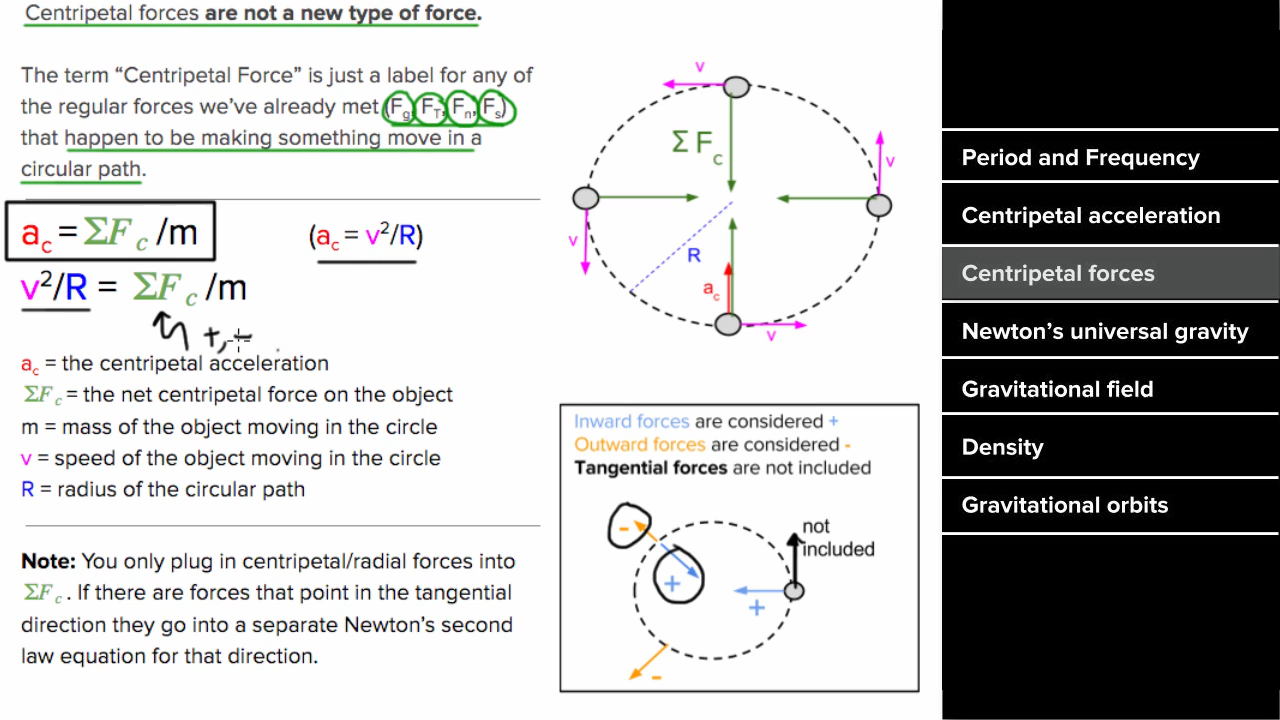 Centripetal forces are not a new type of force.
The term “Centripetal Force” is just a label for any of
the regular forces we’ve already met (Fg, FT, Fn, Fs)
that happen to be making something move in a
circular path.
ac = ΣFc /m
(ac = v²/R)
v²/R = ΣFc /m
+, -
ac = the centripetal acceleration
ΣFc = the net centripetal force on the object
m = mass of the object moving in the circle
v = speed of the object moving in the circle
R = radius of the circular path
Note: You only plug in centripetal/radial forces into
ΣFc. If there are forces that point in the tangential
direction they go into a separate Newton’s second
law equation for that direction.
v
ΣFc
v
v
R
ac
v
Inward forces are considered +
Outward forces are considered -
Tangential forces are not included
-
not
included
+
+
-
Period and Frequency
Centripetal acceleration
Centripetal forces
Newton’s universal gravity
Gravitational field
Density
Gravitational orbits